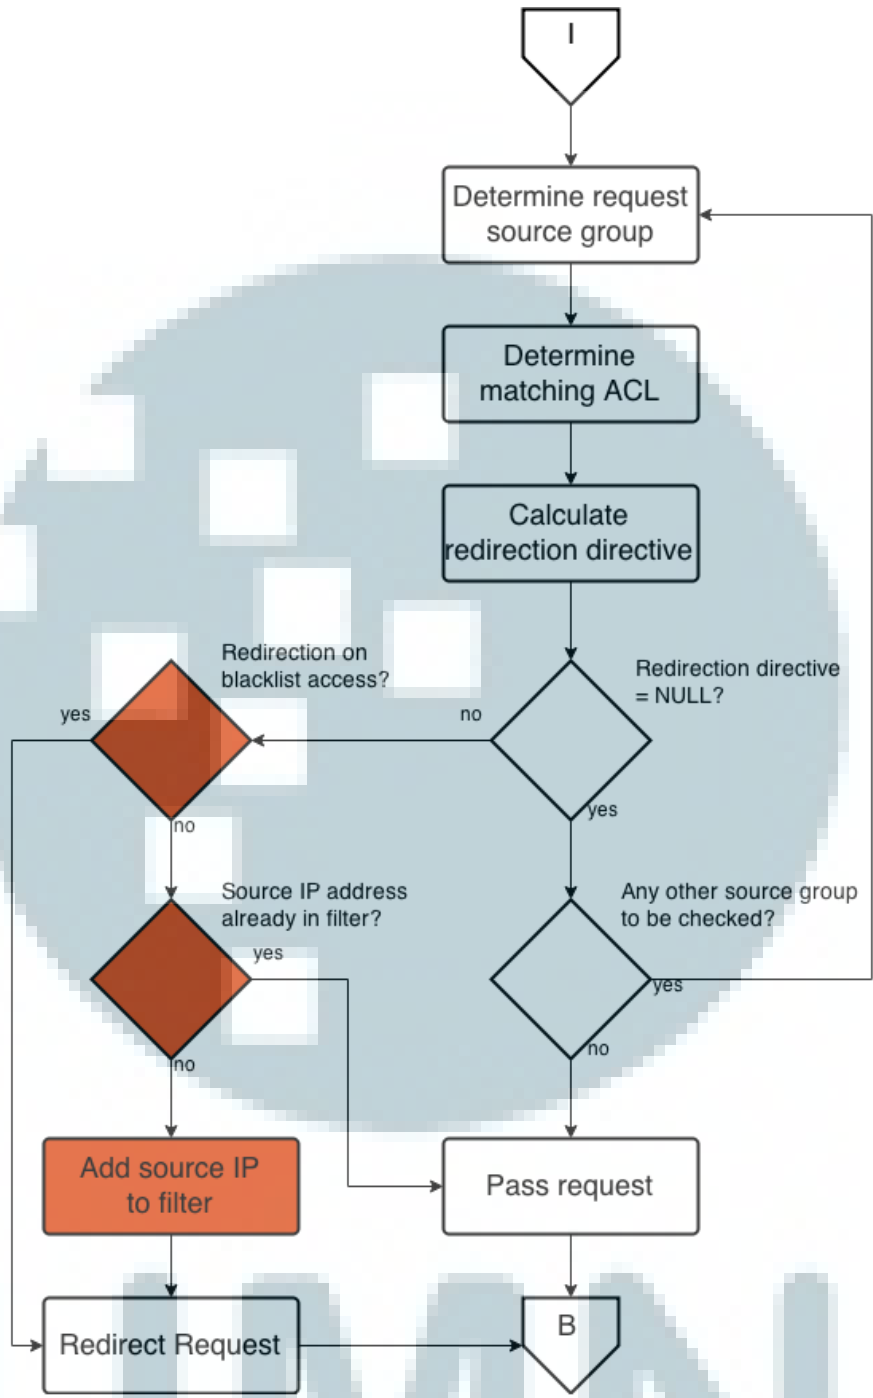 I
Determine request
source group
Determine
matching ACL
Calculate
redirection directive
Redirection on
blacklist access?
Redirection directive
= NULL?
yes
no
yes
no
Source IP address
already in filter?
Any other source group
to be checked?
yes
yes
no
no
Add source IP
to filter
Pass request
Redirect Request
B